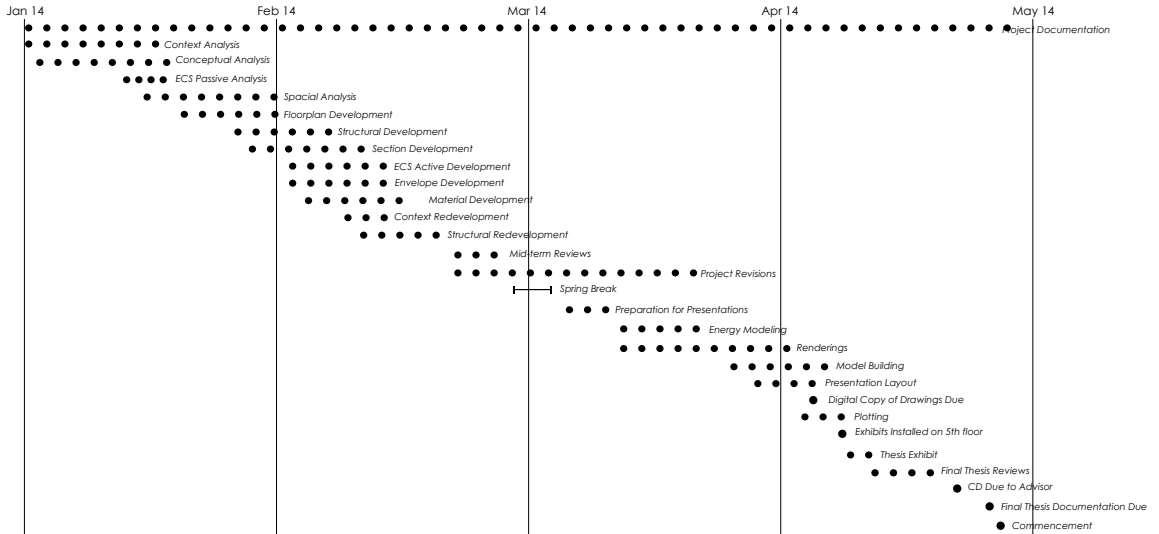 Jan 14 Feb 14 Mar 14 Apr 14 May 14
Project Documentation
Context Analysis
Conceptual Analysis
ECS Passive Analysis
Spacial Analysis
Floorplan Development
Structural Development
Section Development
ECS Active Development
Envelope Development
Material Development
Context Redevelopment
Structural Redevelopment
Mid-term Reviews
Project Revisions
Spring Break
Preparation for Presentations
Energy Modeling
Renderings
Model Building
Presentation Layout
Digital Copy of Drawings Due
Plotting
Exhibits Installed on 5th floor
Thesis Exhibit
Final Thesis Reviews
CD Due to Advisor
Final Thesis Documentation Due
Commencement